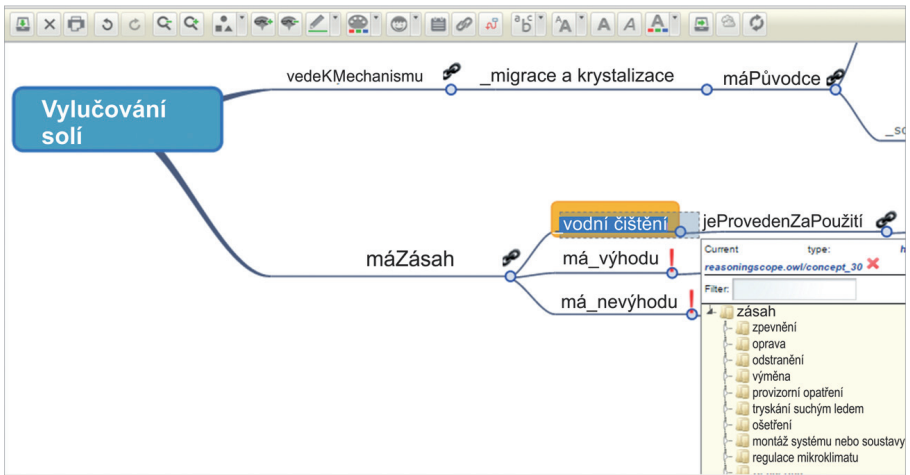 vedeKMechanismu
_migrace a krystalizace
máPůvodce
Vylučování
solí
_so
vodní čištění
jeProvedenZaPoužití
máZásah
má_výhodu
má_nevýhodu
Current type: h
reasoningscope.owl/concept_30
Filter:
zásah
zpevnění
oprava
odstranění
výměna
provizorní opatření
tryskání suchým ledem
ošetření
montáž systému nebo soustavy
regulace mikroklimatu